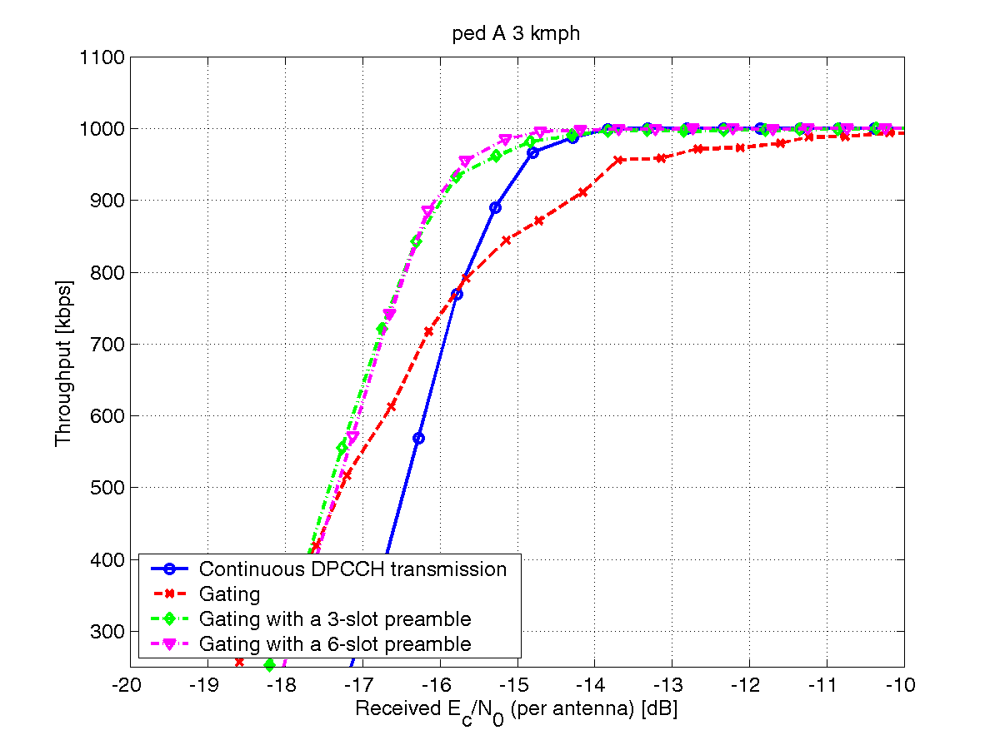 ped A 3 kmph
1100
1000
900
800
700
600
500
400
300
Throughput [kbps]
Continuous DPCCH transmission
Gating
Gating with a 3-slot preamble
Gating with a 6-slot preamble
-20 -19 -18 -17 -16 -15 -14 -13 -12 -11 -10
Received Ec/N0 (per antenna) [dB]